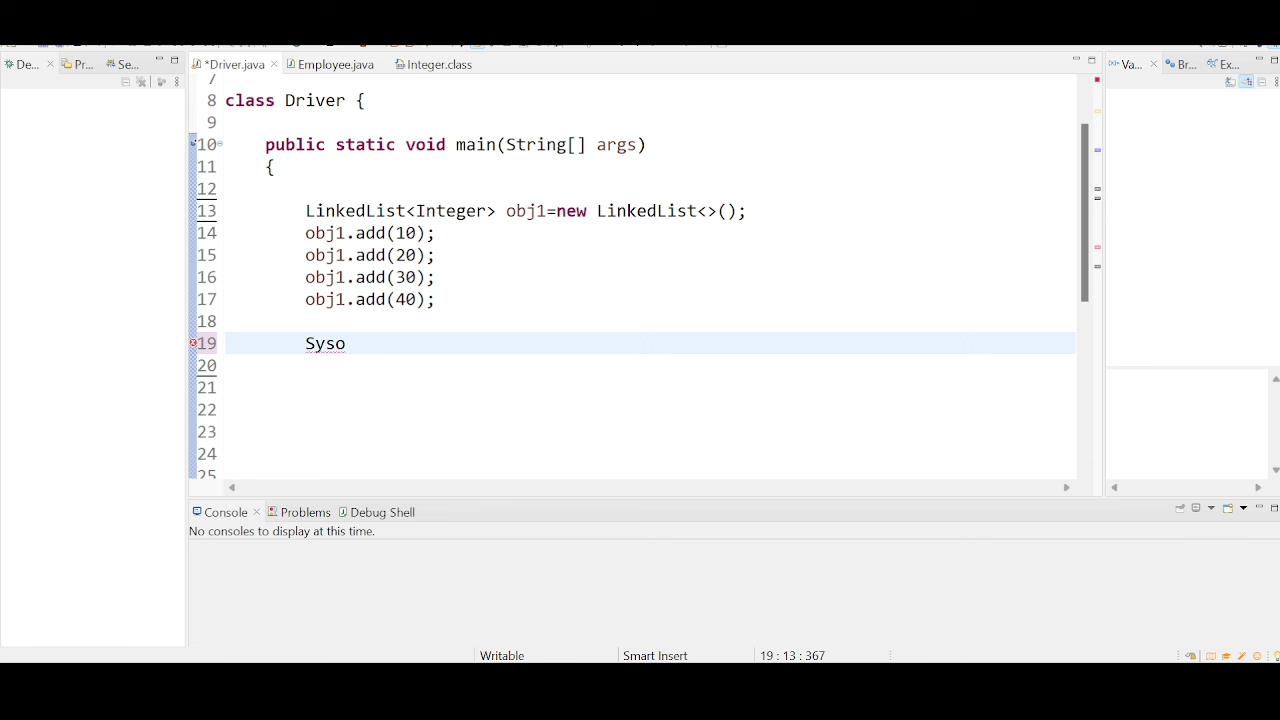 De...
Pr...
Se...
*Driver.java
Employee.java
Integer.class
Va...
Br...
Ex...
7
8 class Driver {
9
10 public static void main(String[] args)
11 {
12
13 LinkedList<Integer> obj1=new LinkedList<>();
14 obj1.add(10);
15 obj1.add(20);
16 obj1.add(30);
17 obj1.add(40);
18
19 Syso
20
21
22
23
24
25
Console Problems Debug Shell
No consoles to display at this time.
Writable Smart Insert 19 : 13 : 367